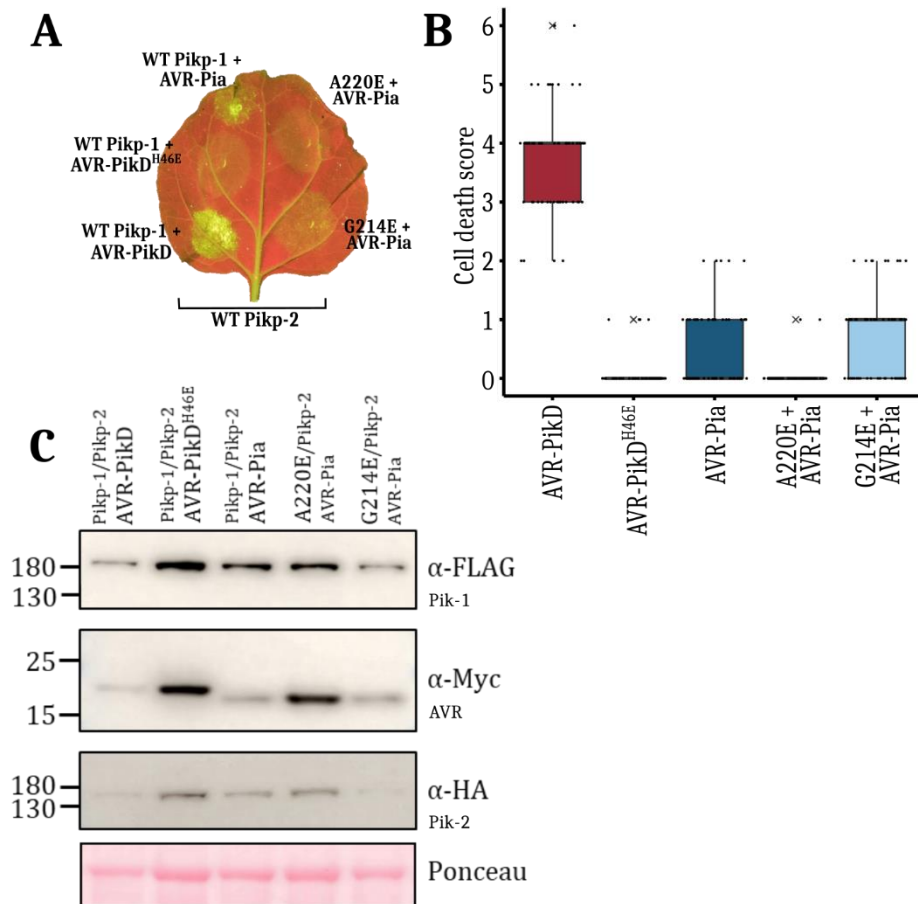 A
WT Pikp-1 +
AVR-Pia
A220E +
AVR-Pia
WT Pikp-1 +
AVR-PikD^H46E
WT Pikp-1 +
AVR-PikD
G214E +
AVR-Pia
WT Pikp-2
B
Cell death score
6
5
4
3
2
1
0
AVR-PikD
AVR-PikD^H46E
AVR-Pia
A220E +
AVR-Pia
G214E +
AVR-Pia
C
Pikp-1/Pikp-2
AVR-PikD
Pikp-1/Pikp-2
AVR-PikD^H46E
Pikp-1/Pikp-2
AVR-Pia
A220E/Pikp-2
AVR-Pia
G214E/Pikp-2
AVR-Pia
180
130
α-FLAG
Pik-1
25
15
α-Myc
AVR
180
130
α-HA
Pik-2
Ponceau